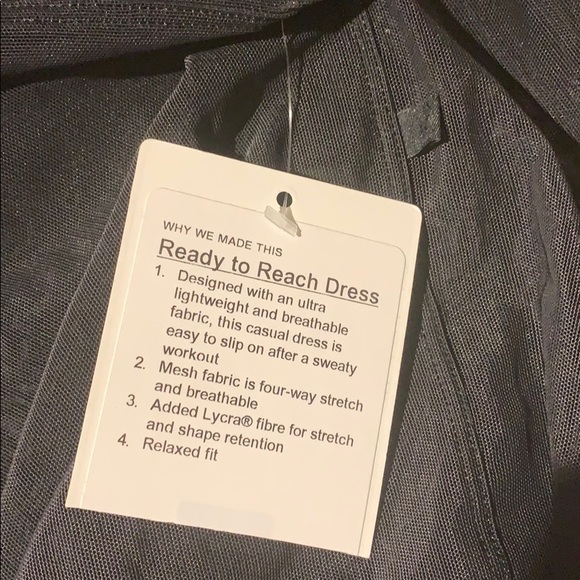 WHY WE MADE THIS
Ready to Reach Dress
1. Designed with an ultra
lightweight and breathable
fabric, this casual dress is
easy to slip on after a sweaty
workout
2. Mesh fabric is four-way stretch
and breathable
3. Added Lycra® fibre for stretch
and shape retention
4. Relaxed fit